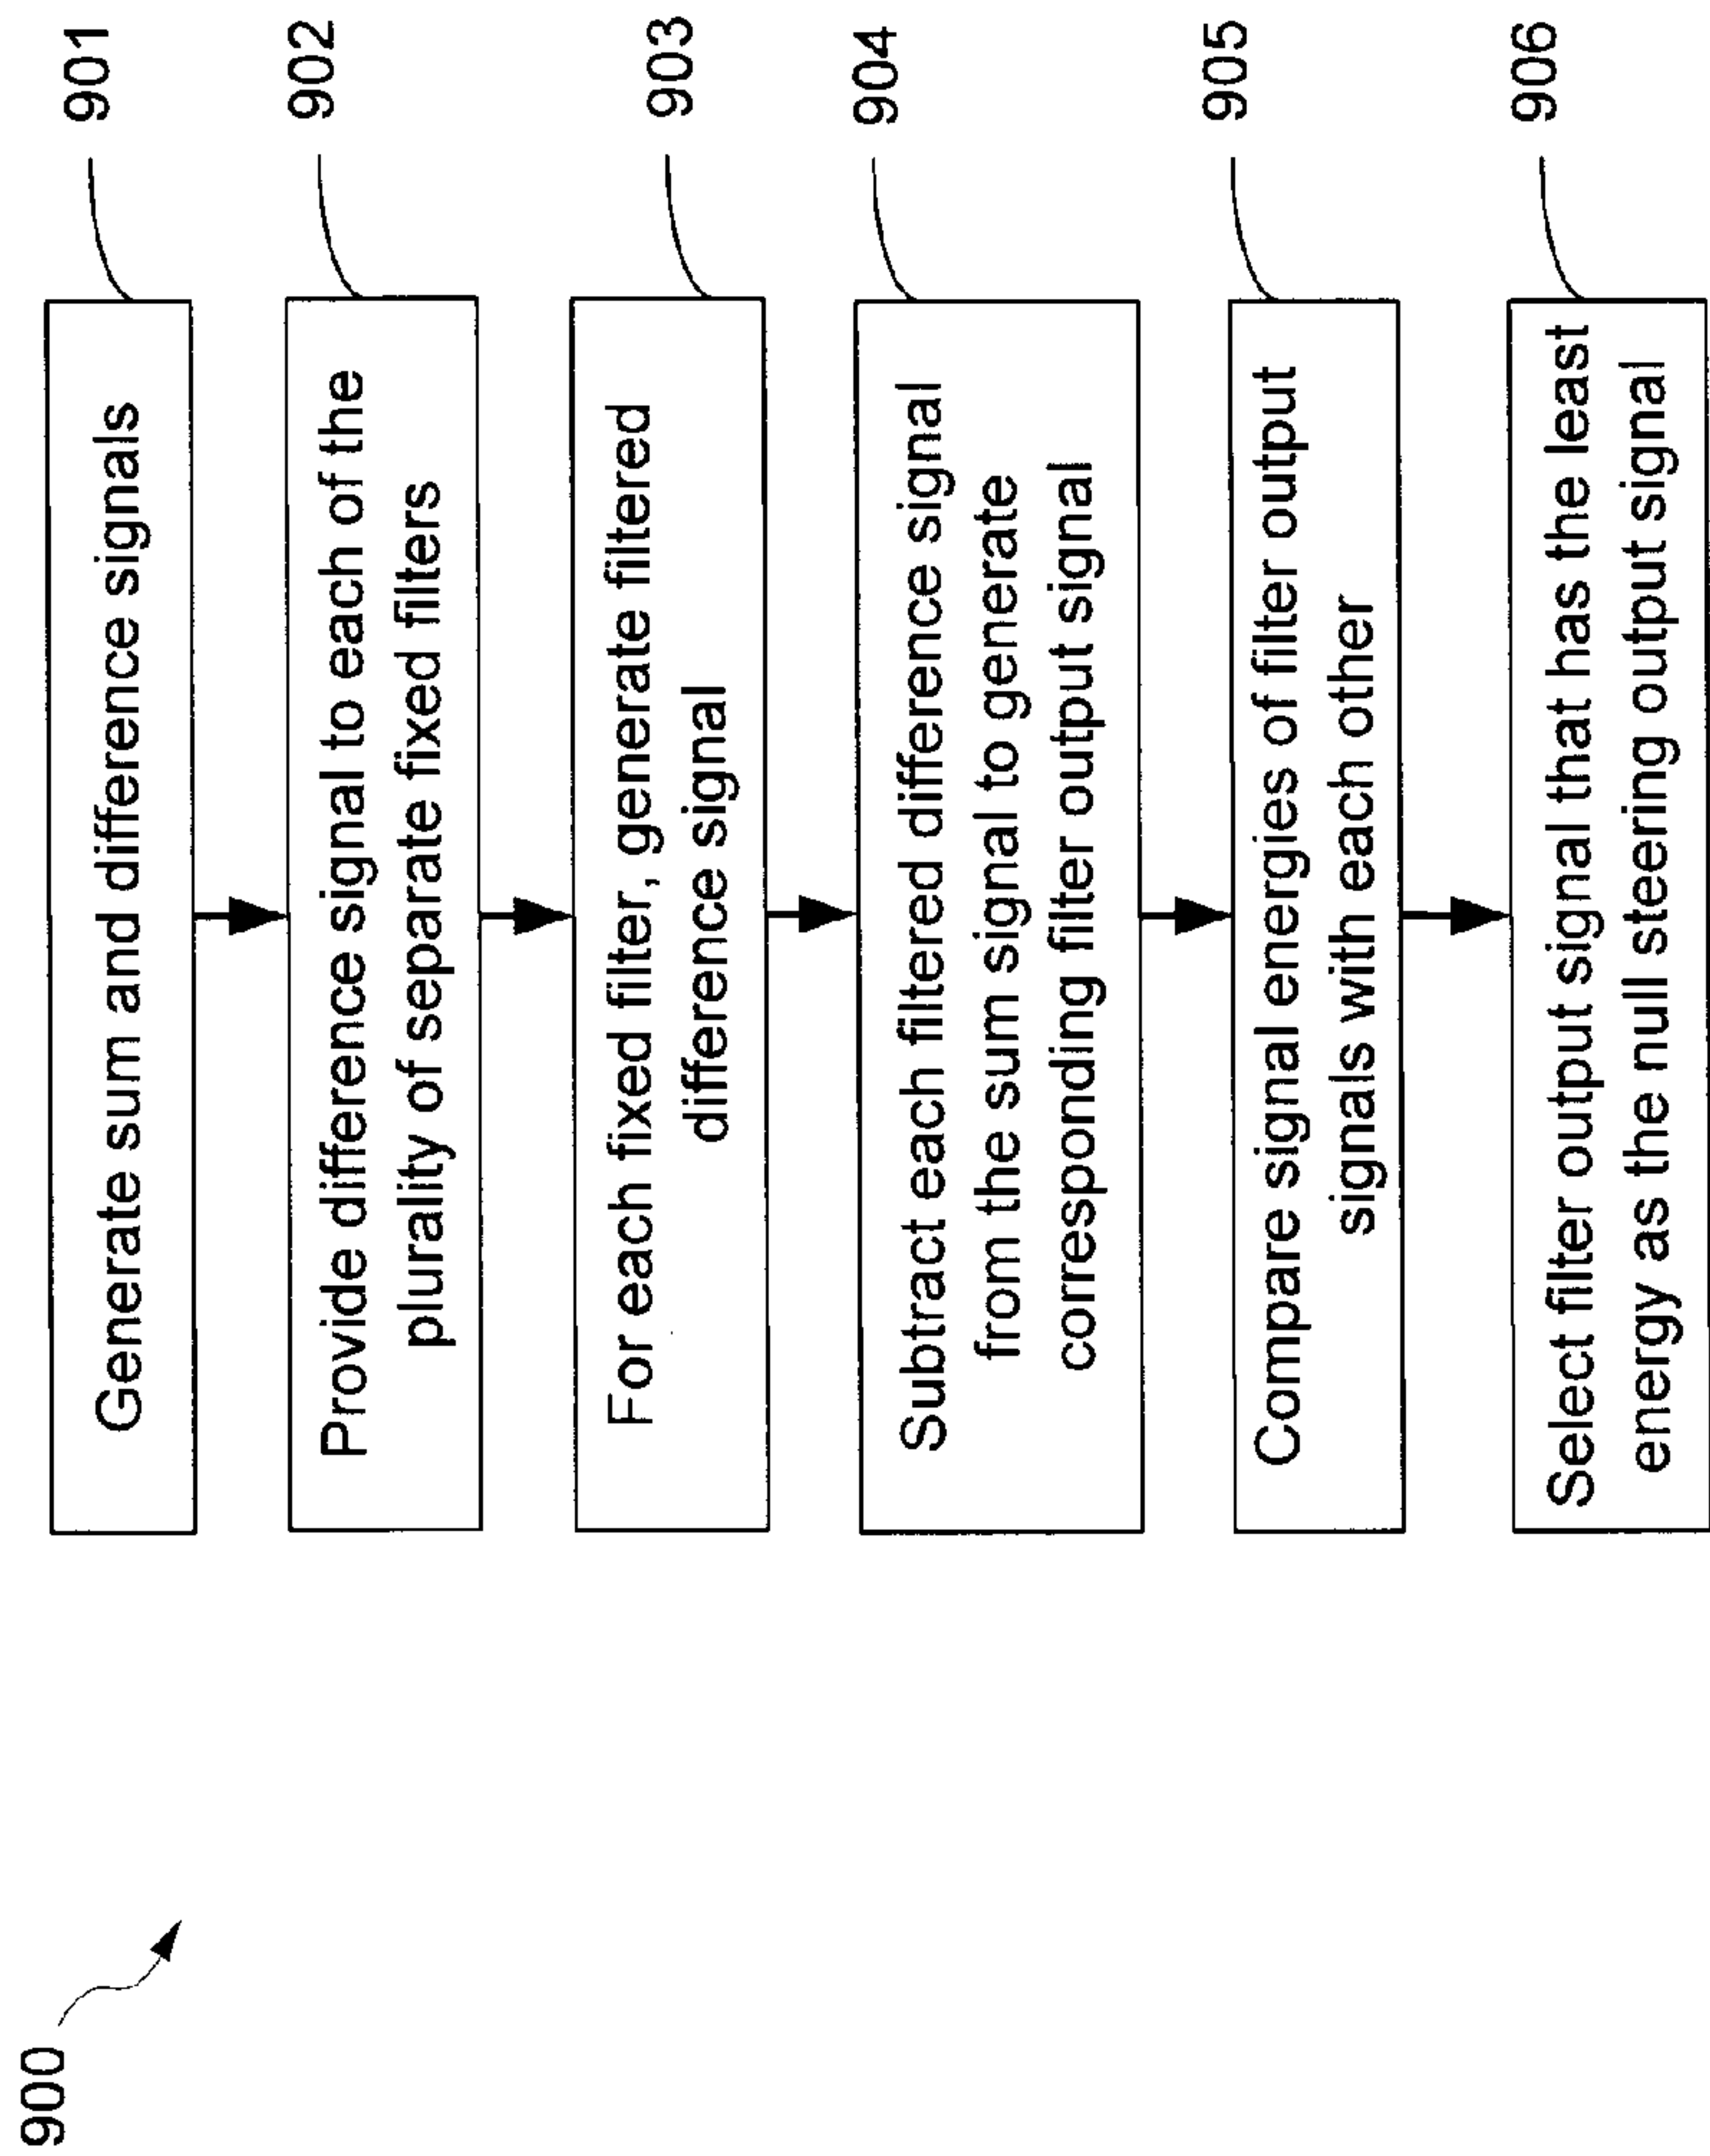 900
901
Generate sum and difference signals
902
Provide difference signal to each of the
plurality of separate fixed filters
903
For each fixed filter, generate filtered
difference signal
904
Subtract each filtered difference signal
from the sum signal to generate
corresponding filter output signal
905
Compare signal energies of filter output
signals with each other
906
Select filter output signal that has the least
energy as the null steering output signal